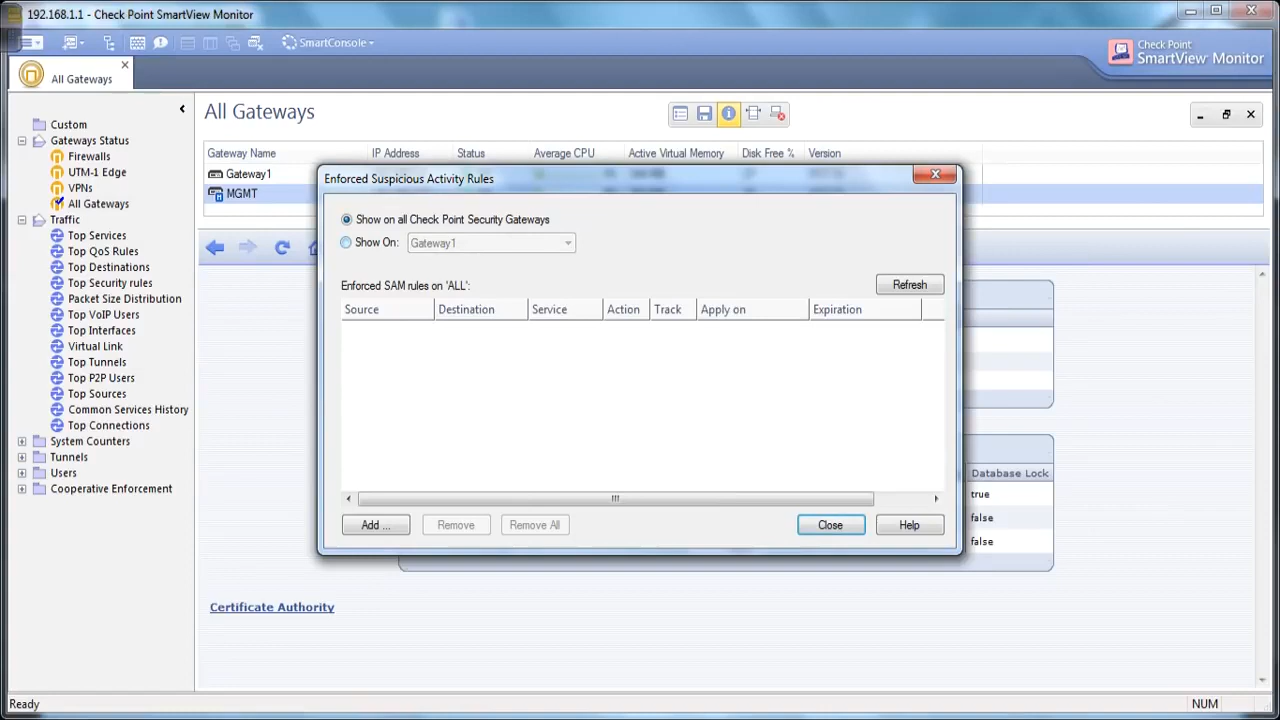 192.168.1.1 - Check Point SmartView Monitor
SmartConsole
Check Point
SmartView Monitor
All Gateways
Custom
Gateways Status
Firewalls
UTM-1 Edge
VPNs
All Gateways
Traffic
Top Services
Top QoS Rules
Top Destinations
Top Security rules
Packet Size Distribution
Top VoIP Users
Top Interfaces
Virtual Link
Top Tunnels
Top P2P Users
Top Sources
Common Services History
Top Connections
System Counters
Tunnels
Users
Cooperative Enforcement
All Gateways
Gateway Name IP Address Status Average CPU Active Virtual Memory Disk Free % Version
Gateway1
MGMT
Enforced Suspicious Activity Rules
Show on all Check Point Security Gateways
Show On: Gateway1
Enforced SAM rules on 'ALL': Refresh
Source Destination Service Action Track Apply on Expiration
Add ... Remove Remove All Close Help
Database Lock
true
false
false
Certificate Authority
Ready NUM